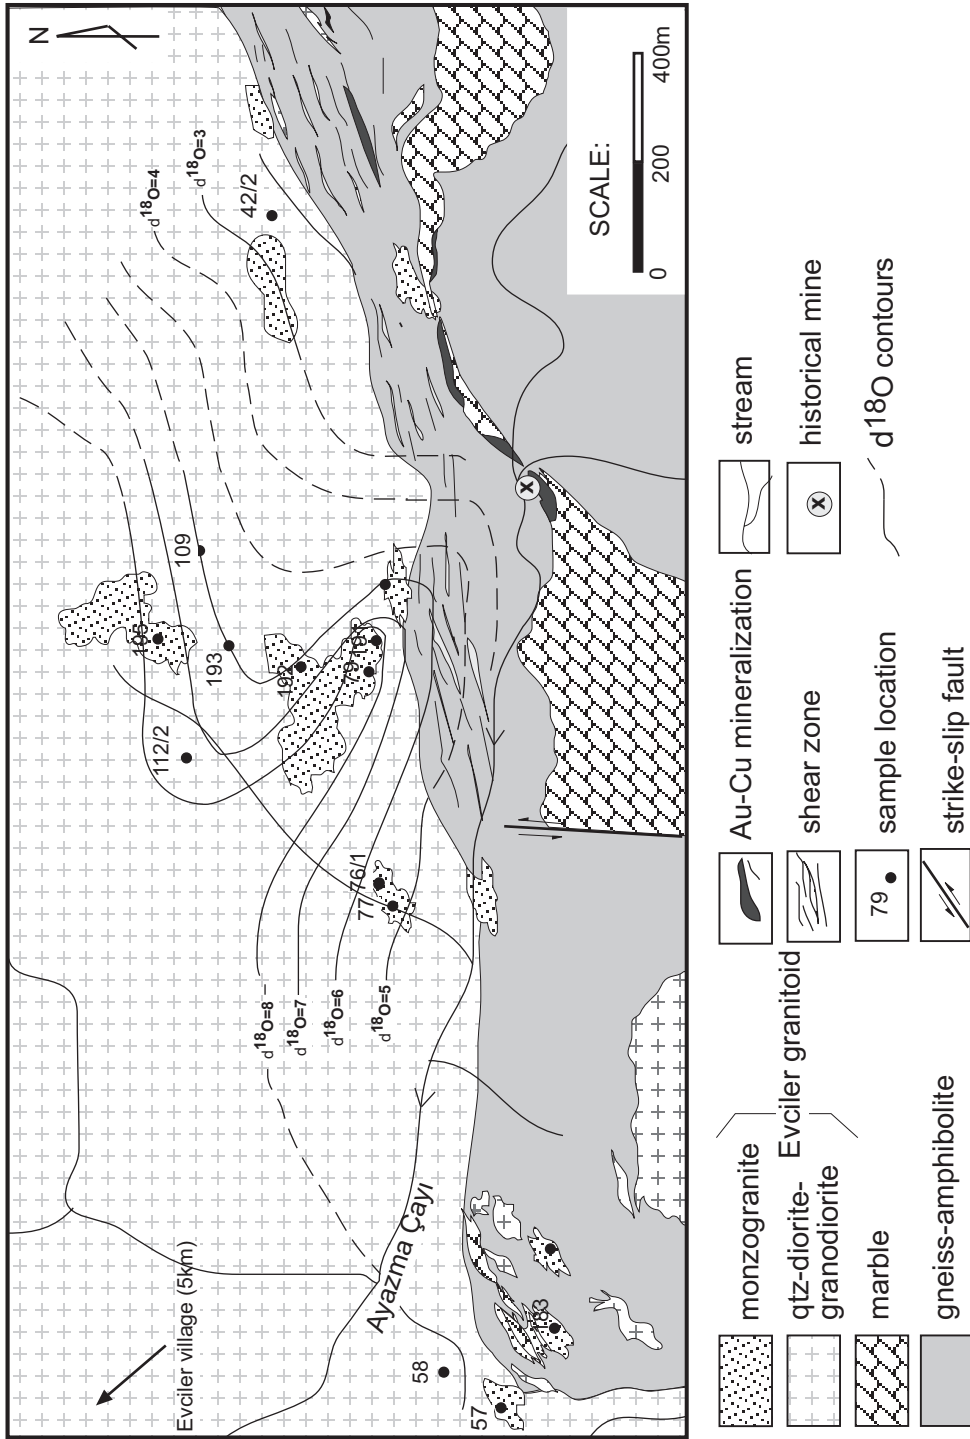 N
d18O=4
d18O=3
42/2
109
105
193
192
79
112/2
76/1
77
d18O=8
d18O=7
d18O=6
d18O=5
Evciler village (5km)
Ayazma Çayı
58
57
183
x
SCALE:
0 200 400m
monzogranite
qtz-diorite-
granodiorite
Evciler granitoid
marble
gneiss-amphibolite
Au-Cu mineralization
shear zone
79
sample location
strike-slip fault
stream
x
historical mine
d18O contours